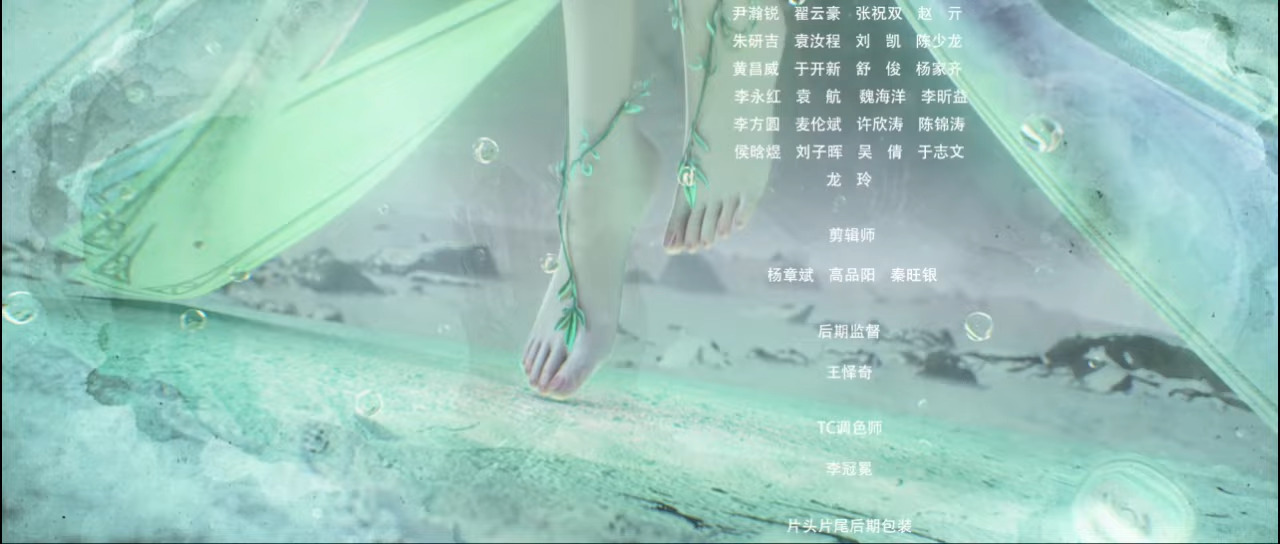 尹瀚锐 翟云豪 张祝双 赵 亓
朱研吉 袁汝程 刘 凯 陈少龙
黄昌威 于开新 舒 俊 杨家齐
李永红 袁 航 魏海洋 李昕益
李方圆 麦伦斌 许欣涛 陈锦涛
侯晗煜 刘子晖 吴 倩 于志文
龙 玲
剪辑师
杨章斌 高品阳 秦旺银
后期监督
王怿奇
TC调色师
李冠冕
片头片尾后期包装